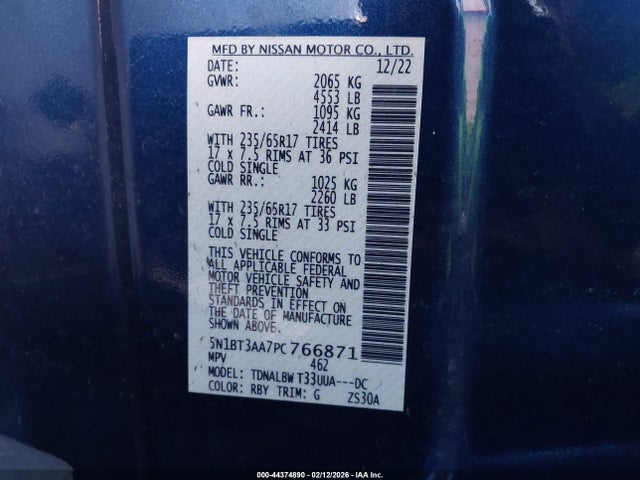 MFD BY NISSAN MOTOR CO., LTD.
DATE: 12/22
GVWR: 2065 KG
4553 LB
GAWR FR.: 1095 KG
2414 LB
WITH 235/65R17 TIRES
17 x 7.5 RIMS AT 36 PSI
COLD SINGLE
GAWR RR.: 1025 KG
2260 LB
WITH 235/65R17 TIRES
17 x 7.5 RIMS AT 33 PSI
COLD SINGLE
THIS VEHICLE CONFORMS TO
ALL APPLICABLE FEDERAL
MOTOR VEHICLE SAFETY AND
THEFT PREVENTION
STANDARDS IN EFFECT ON
THE DATE OF MANUFACTURE
SHOWN ABOVE.
5N1BT3AA7PC766871
MPV 462
MODEL: TDNALBW T33UUA---DC
COLOR: RBY TRIM: G ZS30A
000-44374890 - 02/12/2026 - IAA Inc.